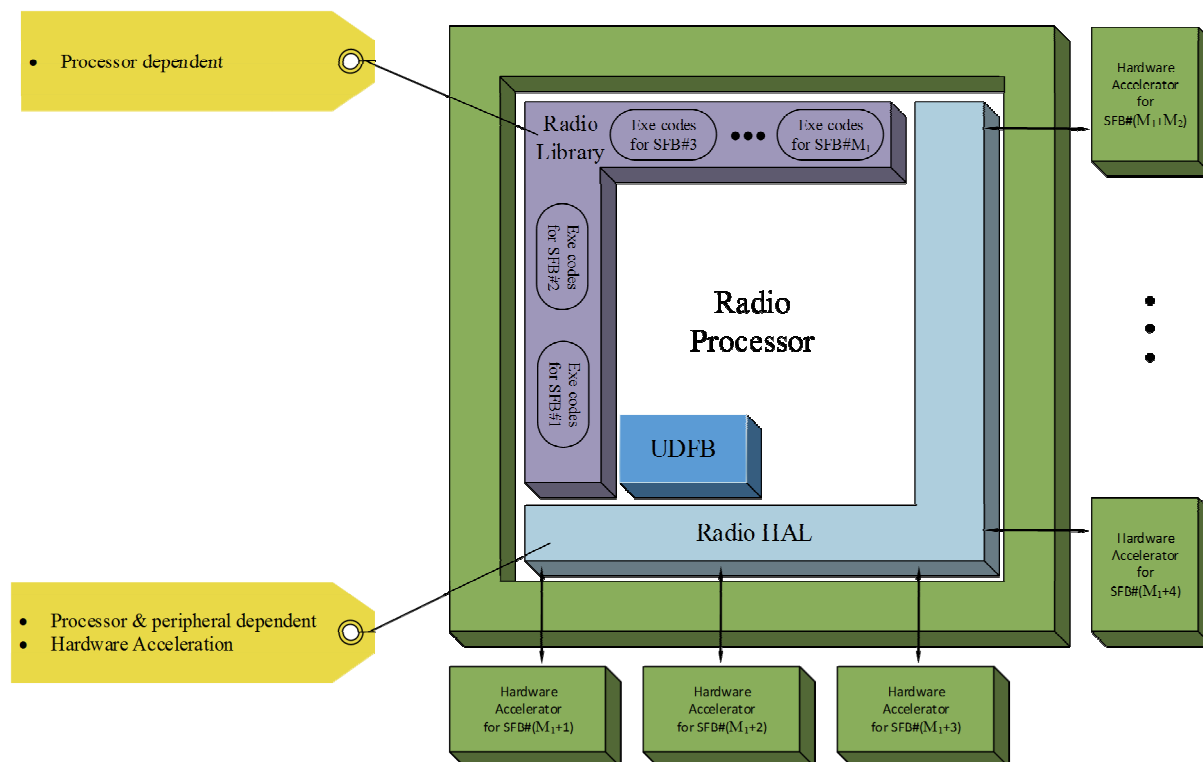 • Processor dependent
Radio
Library
Exe codes
for SFB#3
•••
Exe codes
for SFB#M₁
Hardware
Accelerator
for
SFB#(M₁+M₂)
Exe codes
for SFB#2
Radio
Processor
Exe codes
for SFB#1
UDFB
Radio HAL
Hardware
Accelerator
for
SFB#(M₁+4)
• Processor & peripheral dependent
• Hardware Acceleration
Hardware
Accelerator
for SFB#(M₁+1)
Hardware
Accelerator
for SFB#(M₁+2)
Hardware
Accelerator
for SFB#(M₁+3)